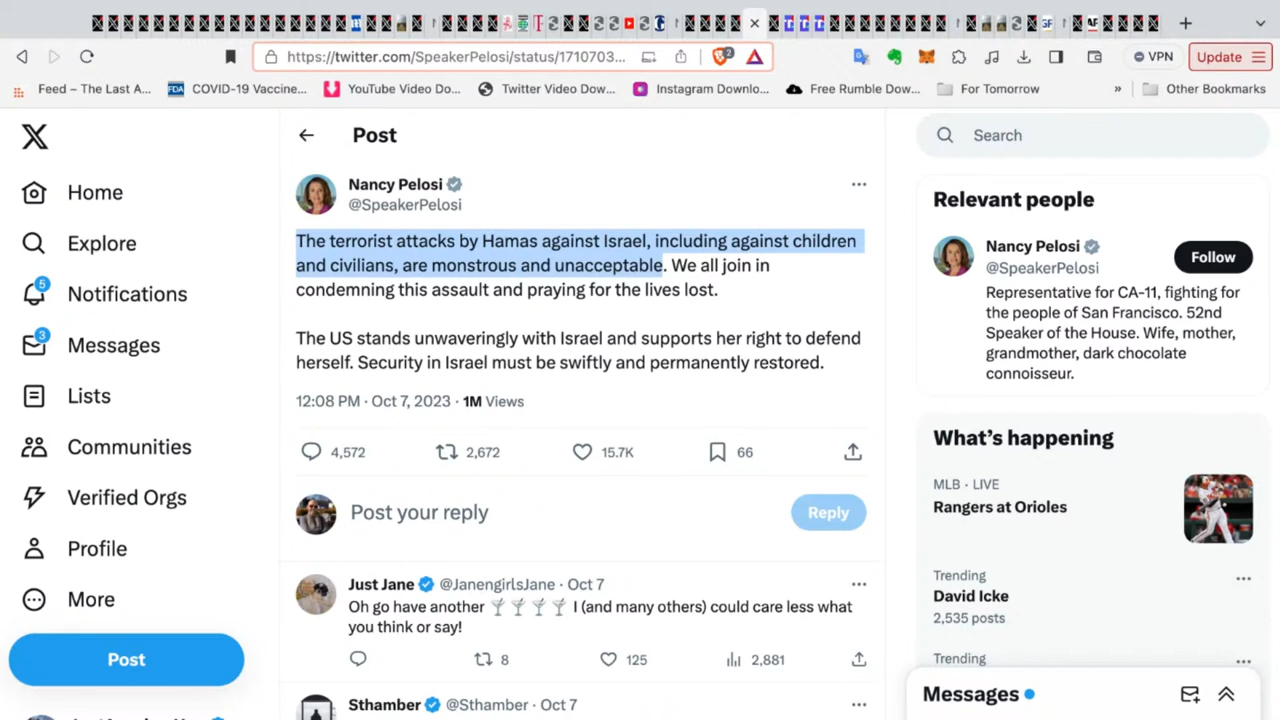 https://twitter.com/SpeakerPelosi/status/1710703...
2
VPN
Update
Feed – The Last A...
FDA
COVID-19 Vaccine...
YouTube Video Do...
Twitter Video Dow...
Instagram Downlo...
Free Rumble Dow...
For Tomorrow
»
Other Bookmarks
Home
Explore
5
Notifications
3
Messages
Lists
Communities
Verified Orgs
Profile
More
Post
Post
Nancy Pelosi
@SpeakerPelosi
The terrorist attacks by Hamas against Israel, including against children
and civilians, are monstrous and unacceptable. We all join in
condemning this assault and praying for the lives lost.
The US stands unwaveringly with Israel and supports her right to defend
herself. Security in Israel must be swiftly and permanently restored.
12:08 PM · Oct 7, 2023 · 1M Views
4,572 2,672 15.7K 66
Post your reply
Reply
Just Jane @JanengirlsJane · Oct 7
Oh go have another 🍸🍸🍸🍸 I (and many others) could care less what
you think or say!
8 125 2,881
Sthamber @Sthamber · Oct 7
Search
Relevant people
Nancy Pelosi
@SpeakerPelosi
Follow
Representative for CA-11, fighting for
the people of San Francisco. 52nd
Speaker of the House. Wife, mother,
grandmother, dark chocolate
connoisseur.
What's happening
MLB · LIVE
Rangers at Orioles
Trending
David Icke
2,535 posts
Trending
Messages